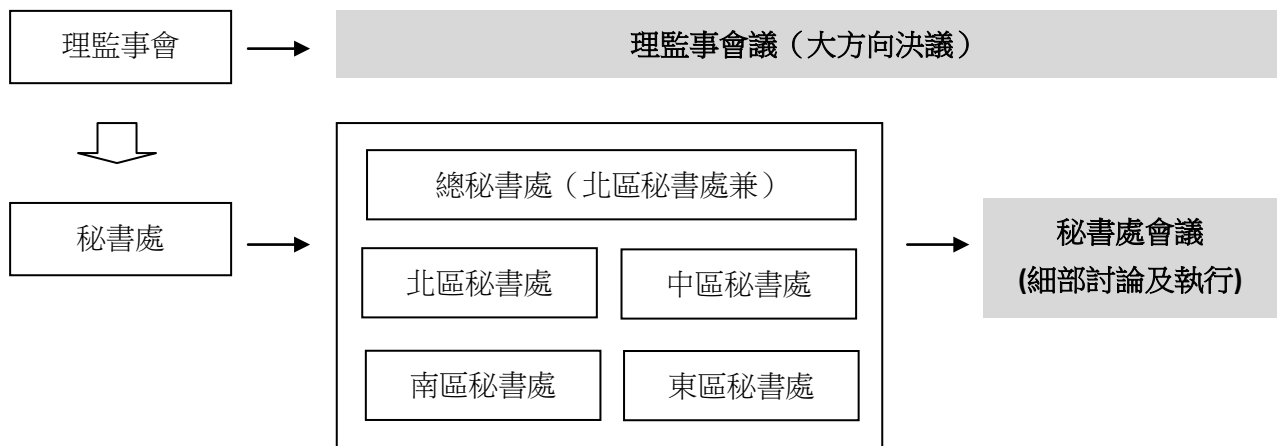 理監事會
理監事會議（大方向決議）
總秘書處（北區秘書處兼）
秘書處
北區秘書處
中區秘書處
南區秘書處
東區秘書處
秘書處會議
(細部討論及執行)